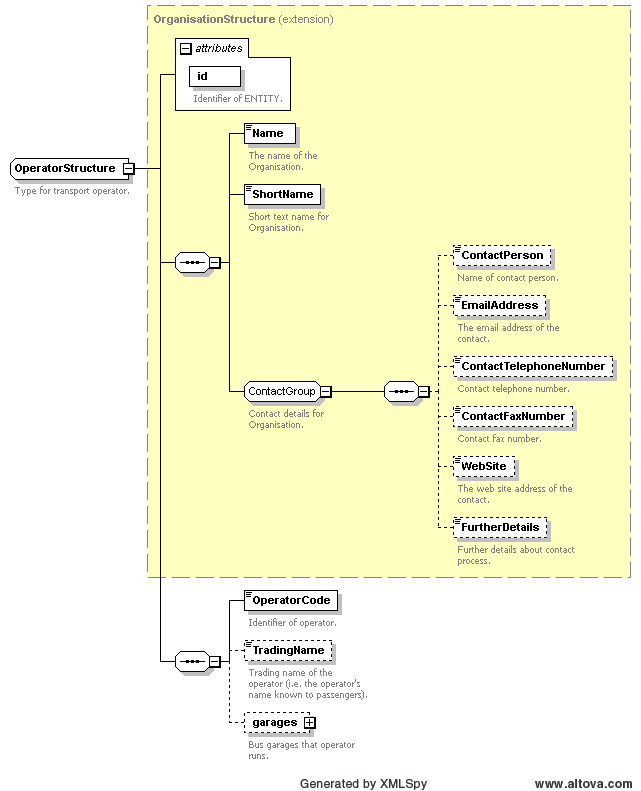 OrganisationStructure (extension)
attributes
id
Identifier of ENTITY.
Name
The name of the
Organisation.
OperatorStructure
Type for transport operator.
ShortName
Short text name for
Organisation.
ContactPerson
Name of contact person.
EmailAddress
The email address of the
contact.
ContactTelephoneNumber
Contact telephone number.
ContactGroup
Contact details for
Organisation.
ContactFaxNumber
Contact fax number.
WebSite
The web site address of the
contact.
FurtherDetails
Further details about contact
process.
OperatorCode
Identifier of operator.
TradingName
Trading name of the
operator (i.e. the operator's
name known to passengers).
garages
Bus garages that operator
runs.
Generated by XMLSpy
www.altova.com